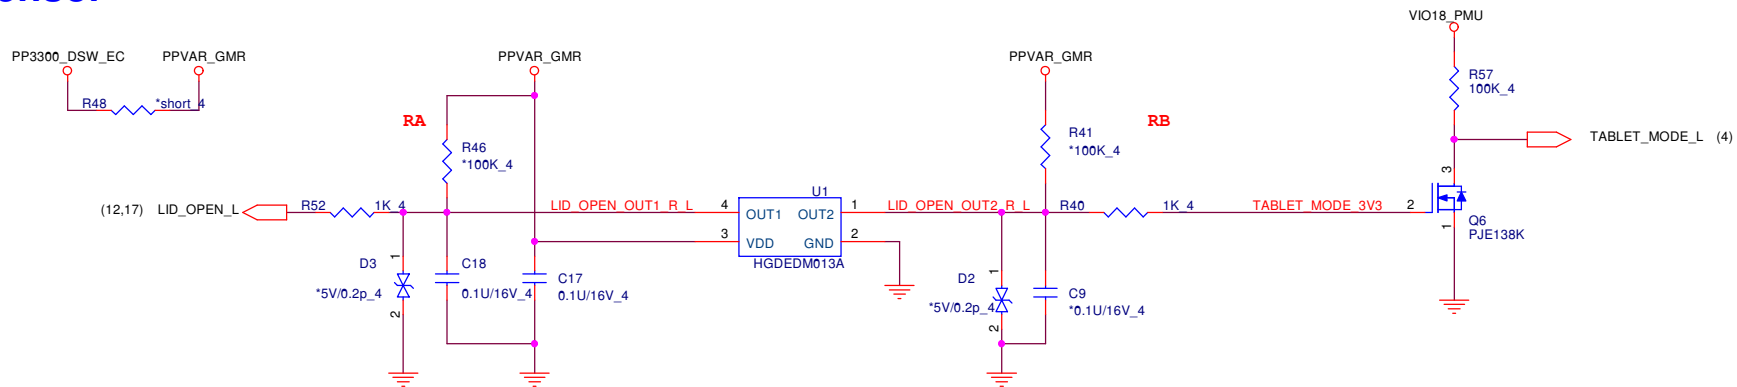 VIO18_PMU
PP3300_DSW_EC
PPVAR_GMR
PPVAR_GMR
PPVAR_GMR
R48
*short_4
R57
100K_4
RA
RB
R46
*100K_4
R41
*100K_4
TABLET_MODE_L (4)
3
U1
(12,17) LID_OPEN_L
R52
1K_4
LID_OPEN_OUT1_R_L
4
OUT1
OUT2
1
LID_OPEN_OUT2_R_L
R40
1K_4
TABLET_MODE_3V3
2
3
VDD
GND
2
HGDEDM013A
1
Q6
PJE138K
D3
1
*5V/0.2p_4
2
C18
0.1U/16V_4
C17
0.1U/16V_4
D2
1
*5V/0.2p_4
2
C9
*0.1U/16V_4